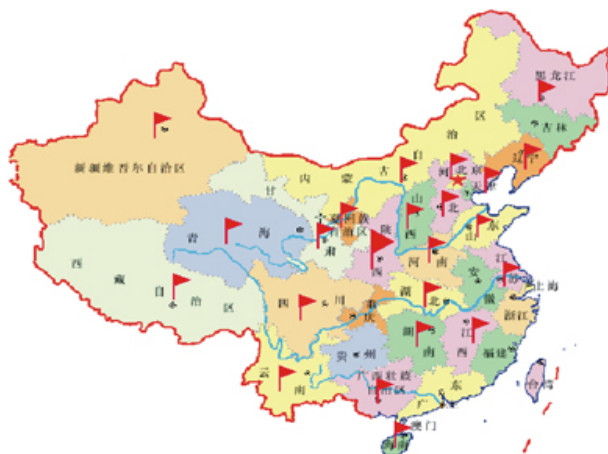 黑龙江
吉林
辽宁
内蒙古自治区
新疆维吾尔自治区
北京
天津
河北
甘肃
宁夏回族
自治区
山西
山东
青海
陕西
河南
江苏
西藏自治区
安徽
上海
四川
重庆
湖北
浙江
湖南
江西
福建
贵州
云南
广西壮族
自治区
广东
台湾
澳门
海南